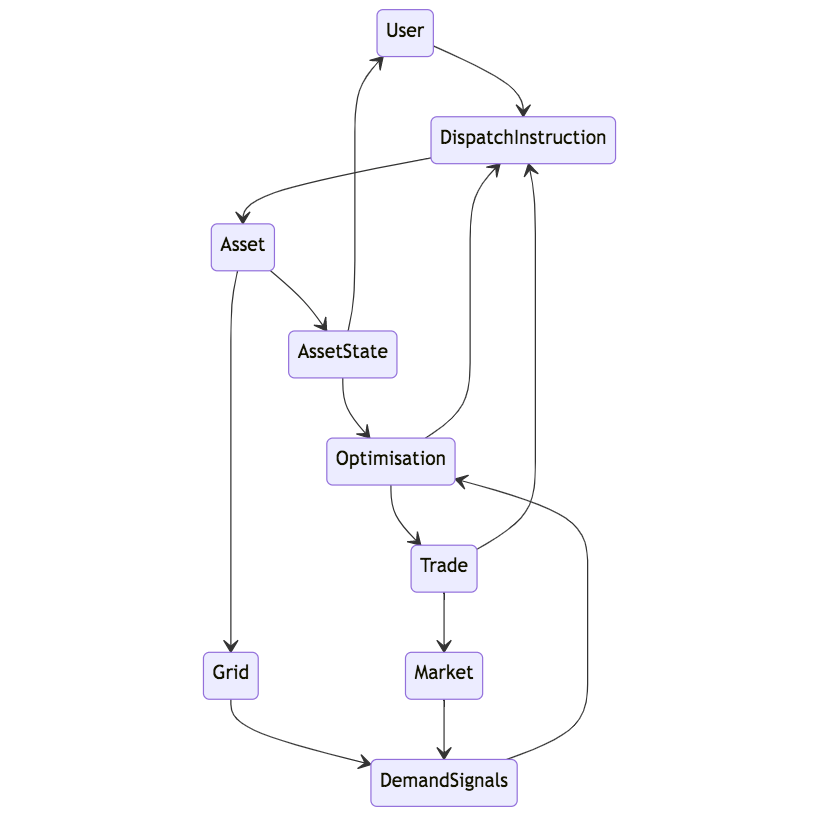 User
DispatchInstruction
Asset
AssetState
Optimisation
Trade
Grid
Market
DemandSignals